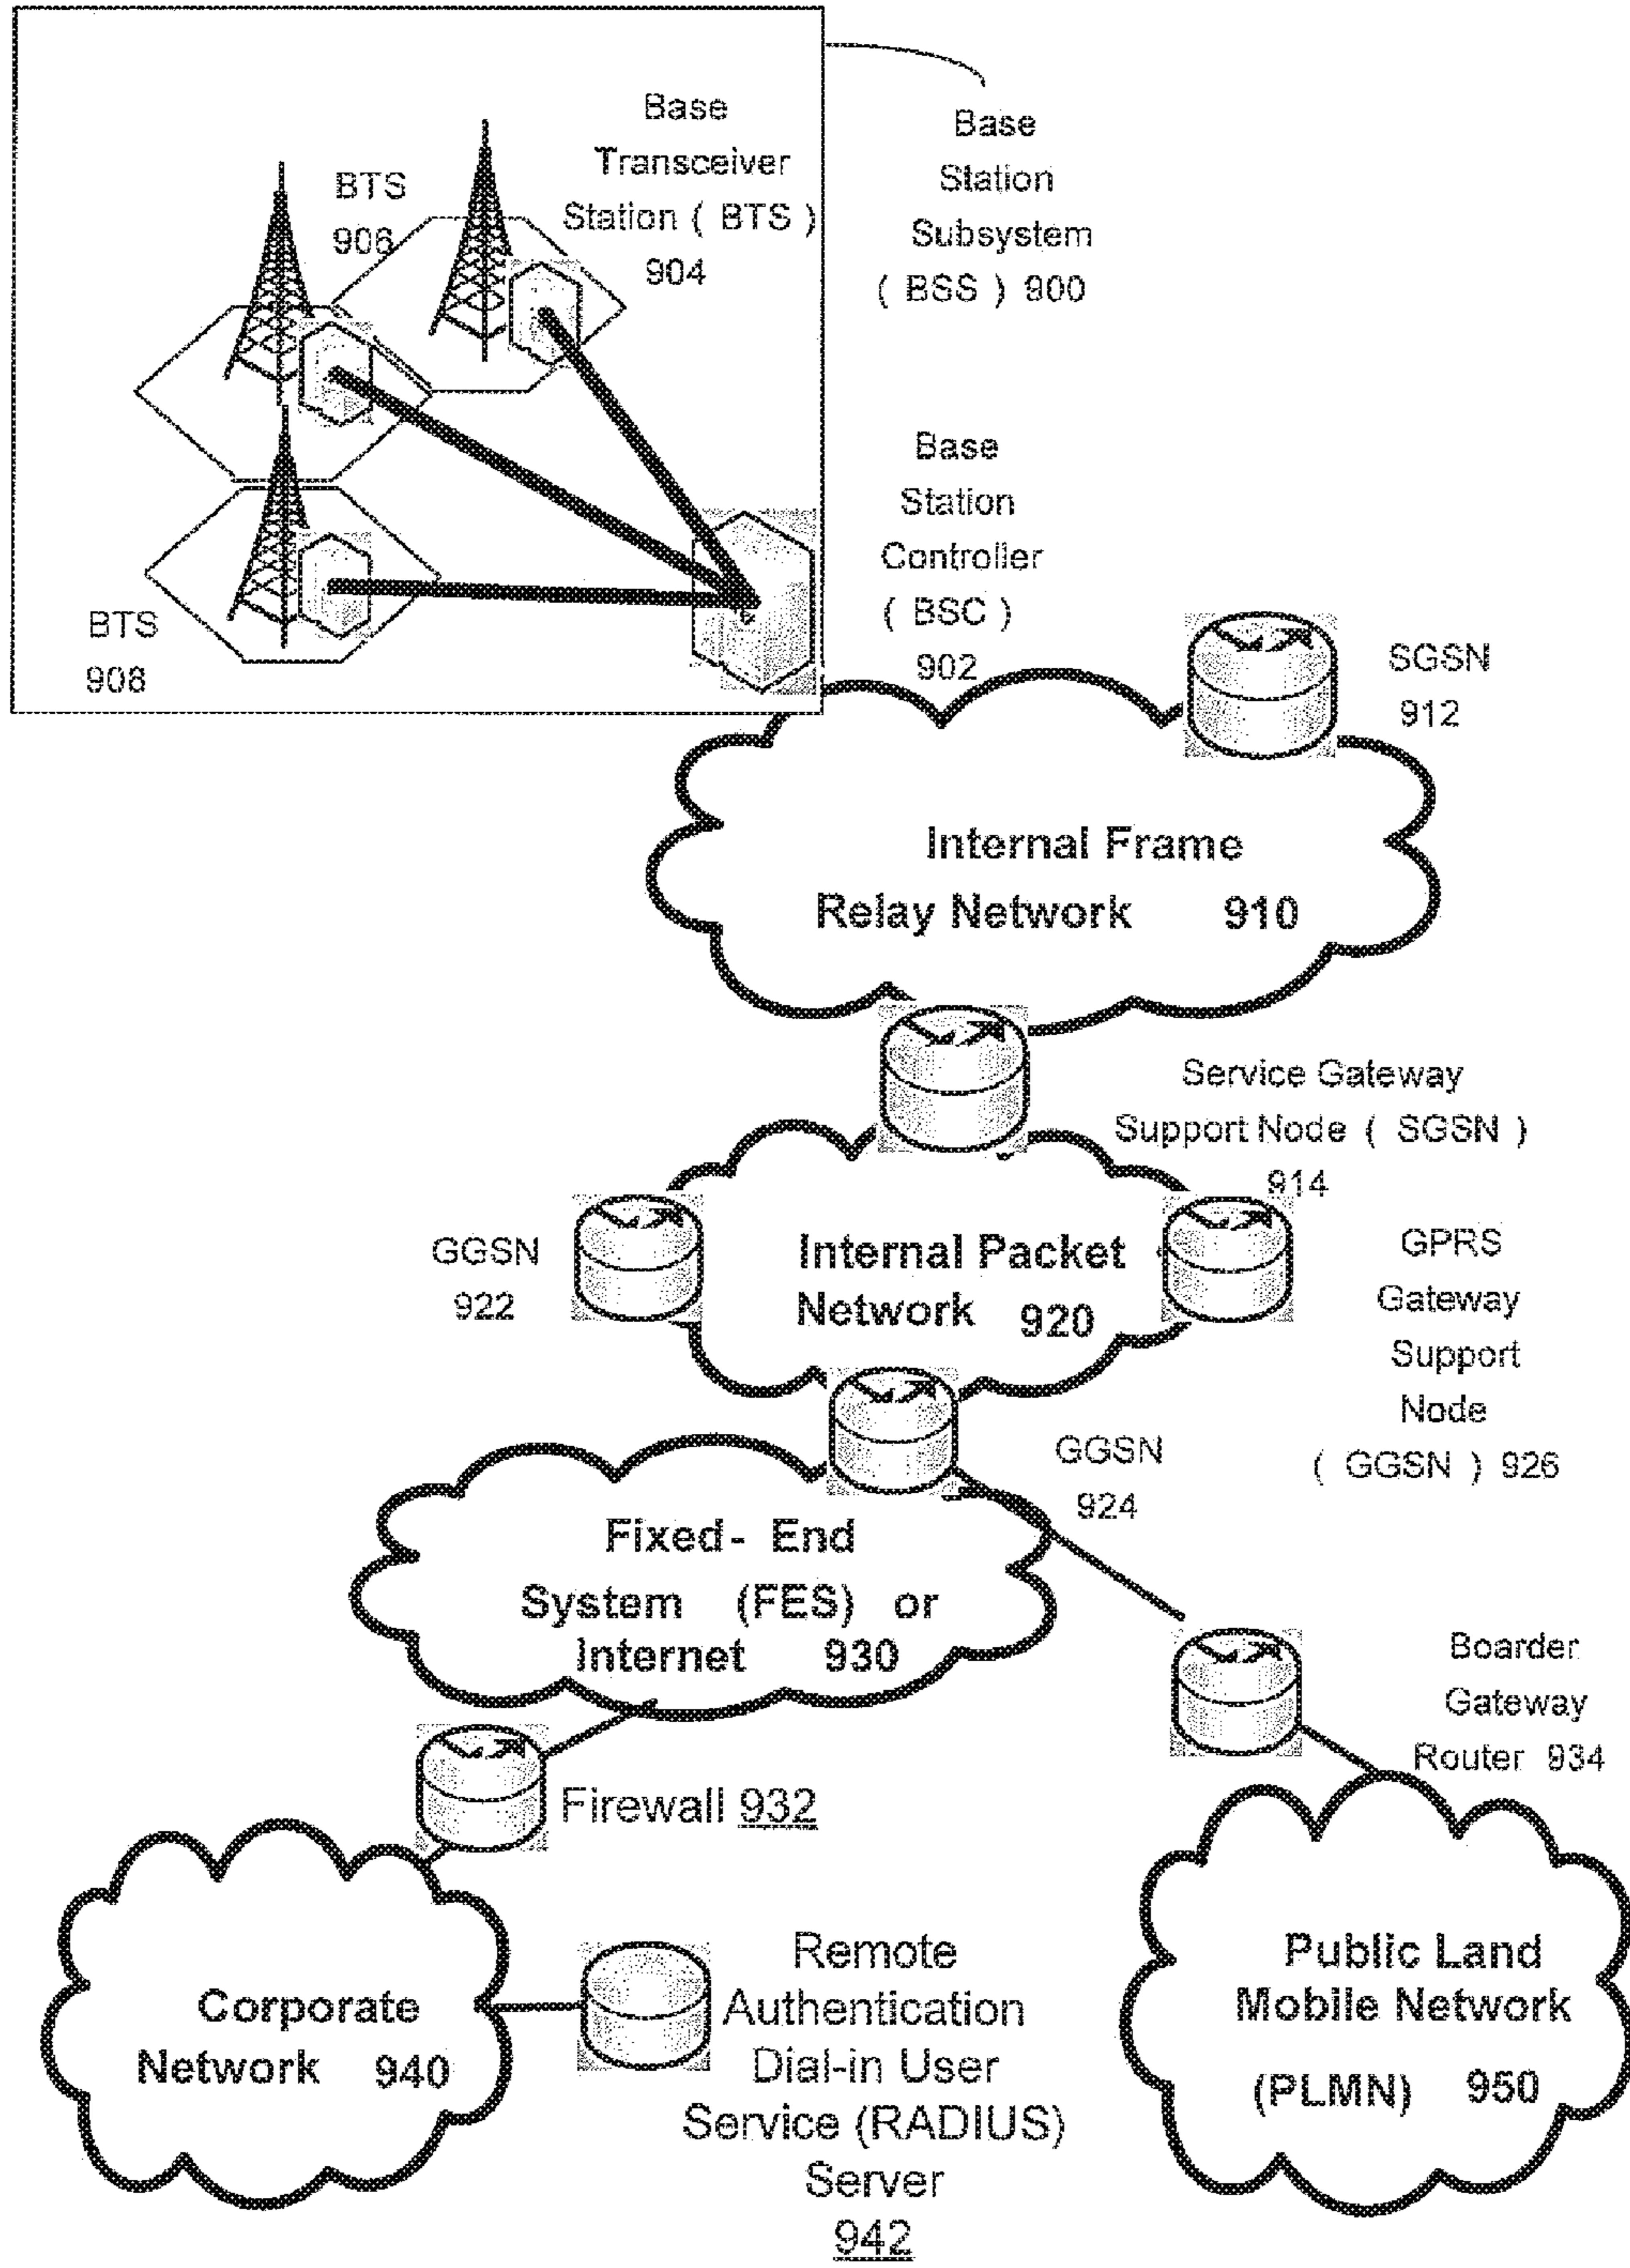 Base
Transceiver
Station ( BTS )
904
BTS
906
BTS
908
Base
Station
Subsystem
( BSS ) 900
Base
Station
Controller
( BSC )
902
SGSN
912
Internal Frame
Relay Network 910
Service Gateway
Support Node ( SGSN )
914
GGSN
922
Internal Packet
Network 920
GPRS
Gateway
Support
Node
( GGSN ) 926
GGSN
924
Fixed- End
System (FES) or
Internet 930
Boarder
Gateway
Router 934
Firewall 932
Corporate
Network 940
Remote
Authentication
Dial-in User
Service (RADIUS)
Server
942
Public Land
Mobile Network
(PLMN) 950